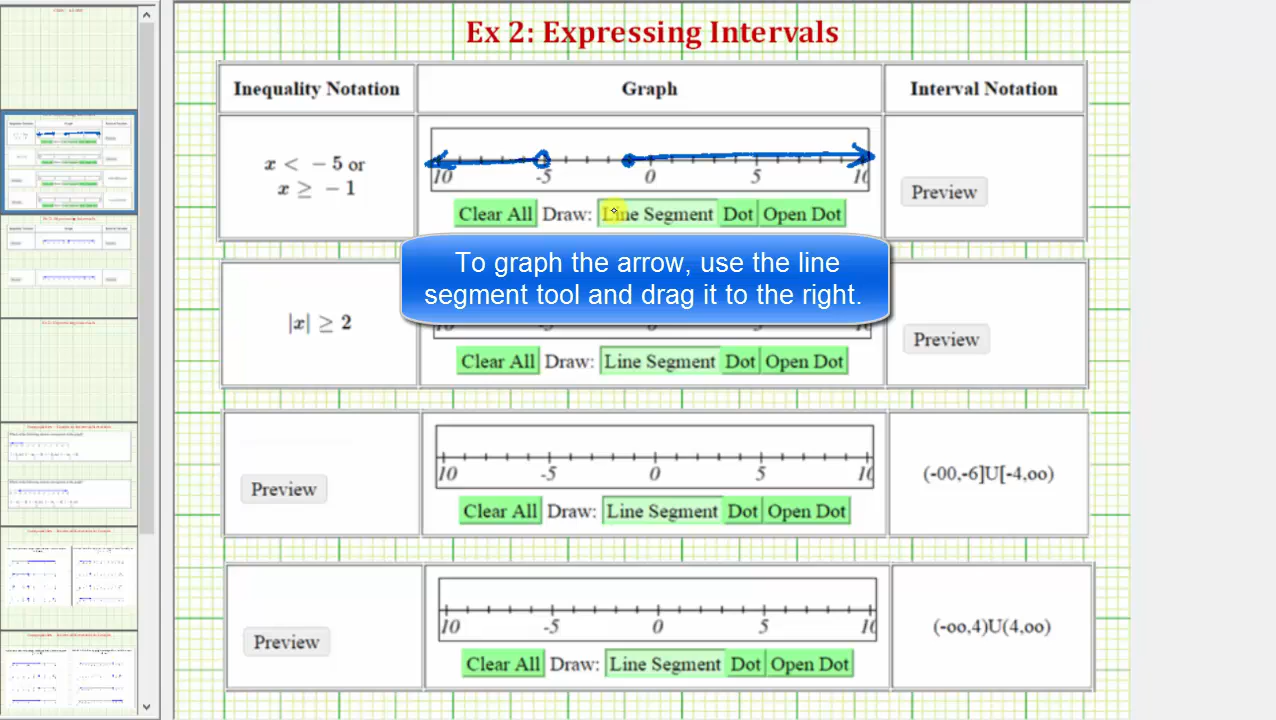 Ex 2: Expressing Intervals
Inequality Notation Graph Interval Notation
x < − 5 or
x ≥ − 1
10 -5 0 5 10
Preview
Clear All Draw: Line Segment Dot Open Dot
To graph the arrow, use the line
segment tool and drag it to the right.
|x| ≥ 2
Clear All Draw: Line Segment Dot Open Dot
Preview
10 -5 0 5 10
Preview
(-00,-6]U[-4,oo)
Clear All Draw: Line Segment Dot Open Dot
10 -5 0 5 10
Preview
(-oo,4)U(4,oo)
Clear All Draw: Line Segment Dot Open Dot